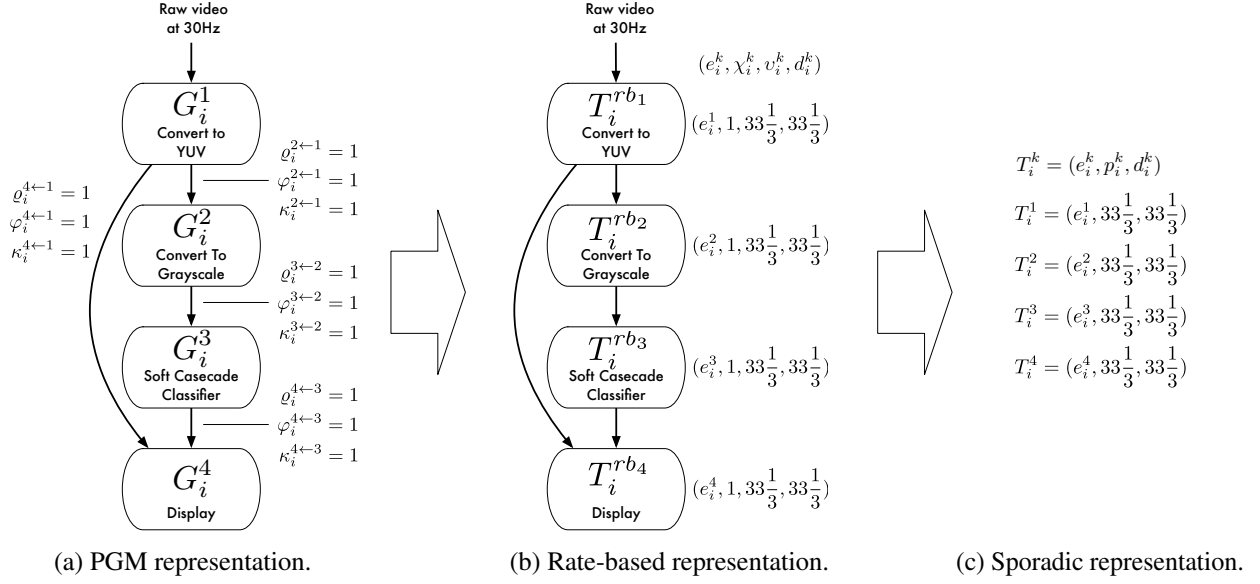 Raw video
at 30Hz
G_i^1
Convert to
YUV
ϱ_i^{2←1} = 1
φ_i^{2←1} = 1
κ_i^{2←1} = 1
ϱ_i^{4←1} = 1
φ_i^{4←1} = 1
κ_i^{4←1} = 1
G_i^2
Convert To
Grayscale
ϱ_i^{3←2} = 1
φ_i^{3←2} = 1
κ_i^{3←2} = 1
G_i^3
Soft Casecade
Classifier
ϱ_i^{4←3} = 1
φ_i^{4←3} = 1
κ_i^{4←3} = 1
G_i^4
Display
(a) PGM representation.
Raw video
at 30Hz
(e_i^k, χ_i^k, υ_i^k, d_i^k)
T_i^{rb_1}
Convert to
YUV
(e_i^1, 1, 33 1/3, 33 1/3)
T_i^{rb_2}
Convert To
Grayscale
(e_i^2, 1, 33 1/3, 33 1/3)
T_i^{rb_3}
Soft Casecade
Classifier
(e_i^3, 1, 33 1/3, 33 1/3)
T_i^{rb_4}
Display
(e_i^4, 1, 33 1/3, 33 1/3)
(b) Rate-based representation.
T_i^k = (e_i^k, p_i^k, d_i^k)
T_i^1 = (e_i^1, 33 1/3, 33 1/3)
T_i^2 = (e_i^2, 33 1/3, 33 1/3)
T_i^3 = (e_i^3, 33 1/3, 33 1/3)
T_i^4 = (e_i^4, 33 1/3, 33 1/3)
(c) Sporadic representation.